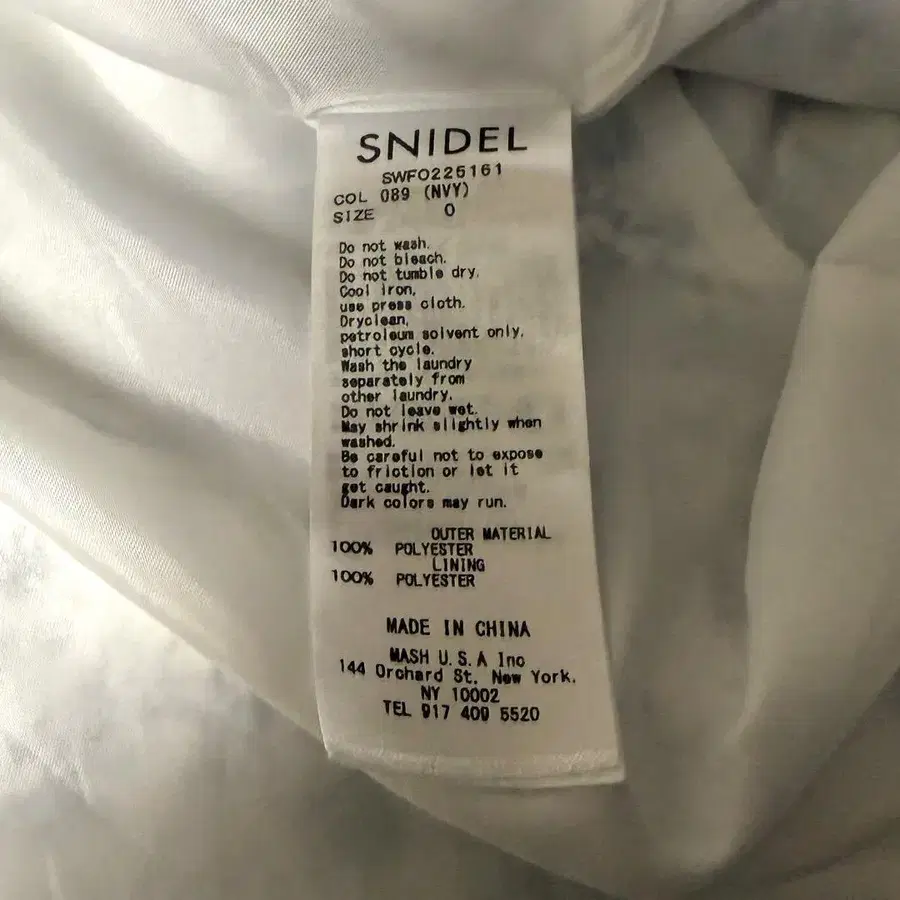 SNIDEL
SWFO225161
COL 089 (NVY)
SIZE 0
Do not wash.
Do not bleach.
Do not tumble dry.
Cool iron,
use press cloth.
Dryclean,
petroleum solvent only,
short cycle.
Wash the laundry
separately from
other laundry.
Do not leave wet.
May shrink slightly when
washed.
Be careful not to expose
to friction or let it
get caught.
Dark colors may run.
OUTER MATERIAL
100% POLYESTER
LINING
100% POLYESTER
MADE IN CHINA
MASH U.S.A Inc
144 Orchard St. New York.
NY 10002
TEL 917 409 5520